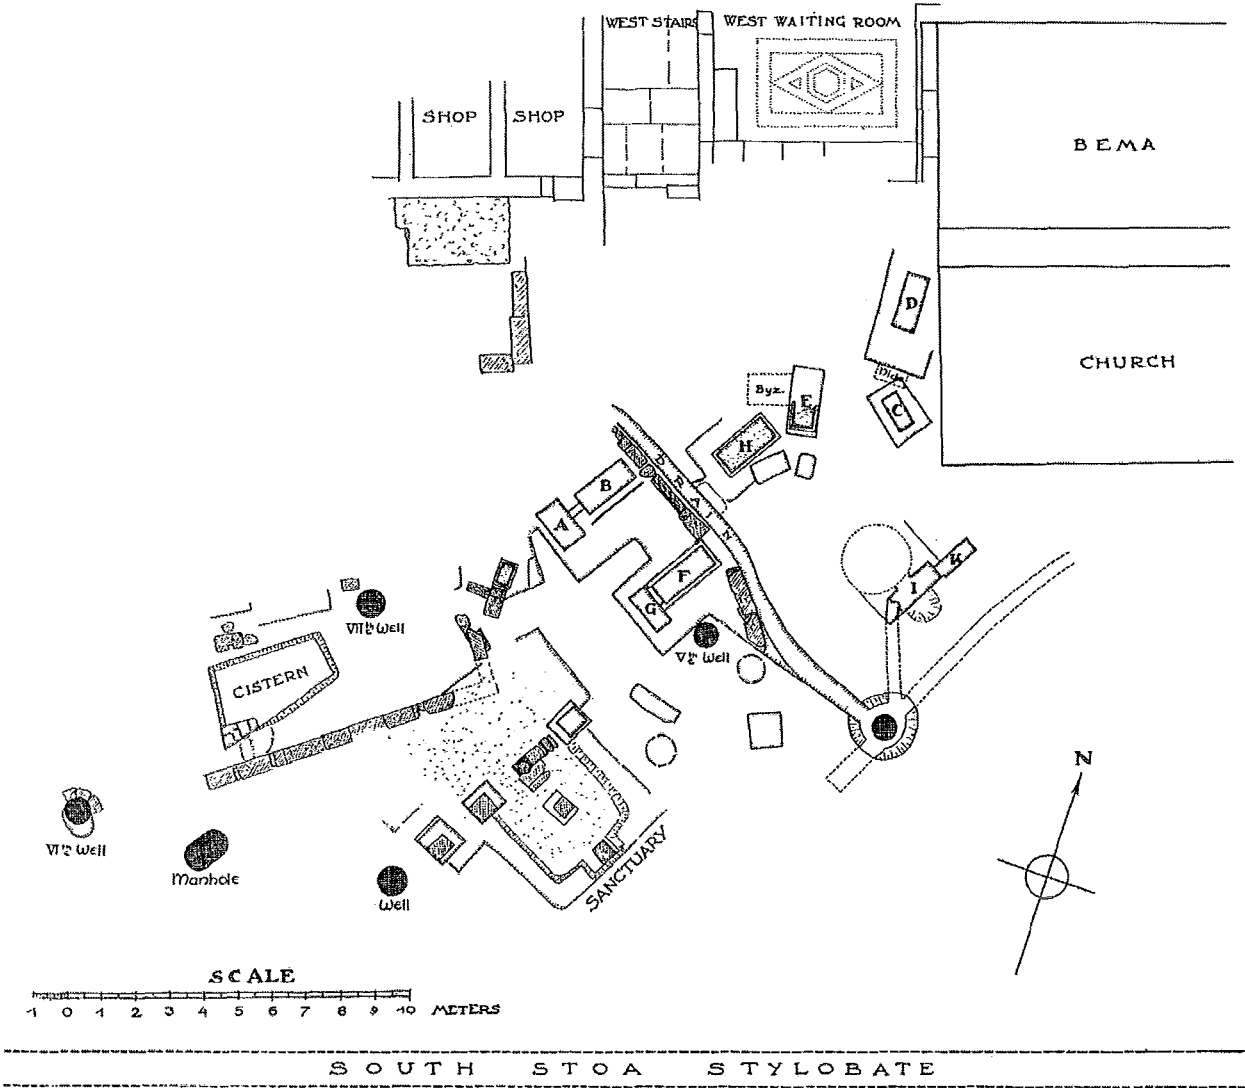 WEST STAIRS
WEST WAITING ROOM
SHOP
SHOP
BEMA
D
CHURCH
Byz.
E
C
H
DRAIN
B
A
F
G
K
I
VIIth Well
Vth Well
CISTERN
N
VIth Well
Manhole
Well
SANCTUARY
SCALE
-1 0 1 2 3 4 5 6 7 8 9 10 METERS
SOUTH STOA STYLOBATE